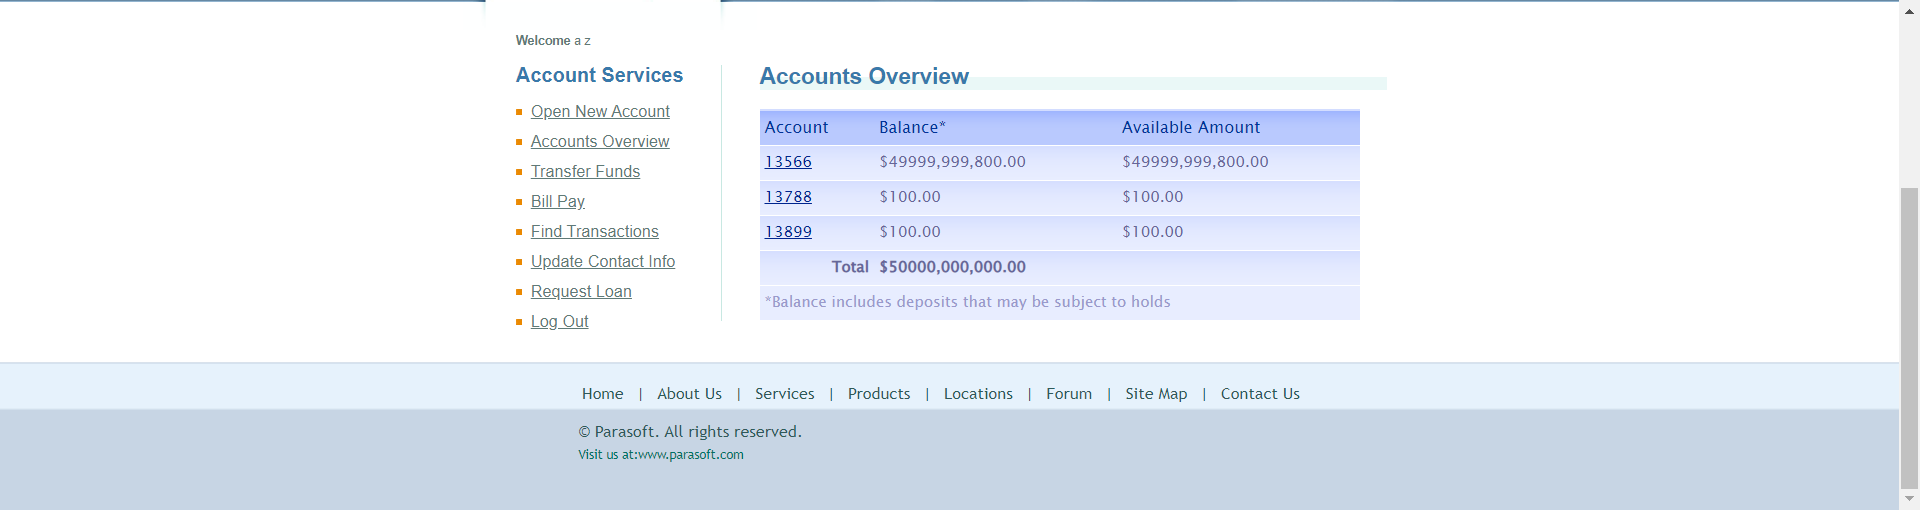 Welcome a z
Account Services
Open New Account
Accounts Overview
Transfer Funds
Bill Pay
Find Transactions
Update Contact Info
Request Loan
Log Out
Accounts Overview
Account Balance* Available Amount
13566 $49999,999,800.00 $49999,999,800.00
13788 $100.00 $100.00
13899 $100.00 $100.00
Total $50000,000,000.00
*Balance includes deposits that may be subject to holds
Home | About Us | Services | Products | Locations | Forum | Site Map | Contact Us
© Parasoft. All rights reserved.
Visit us at:www.parasoft.com